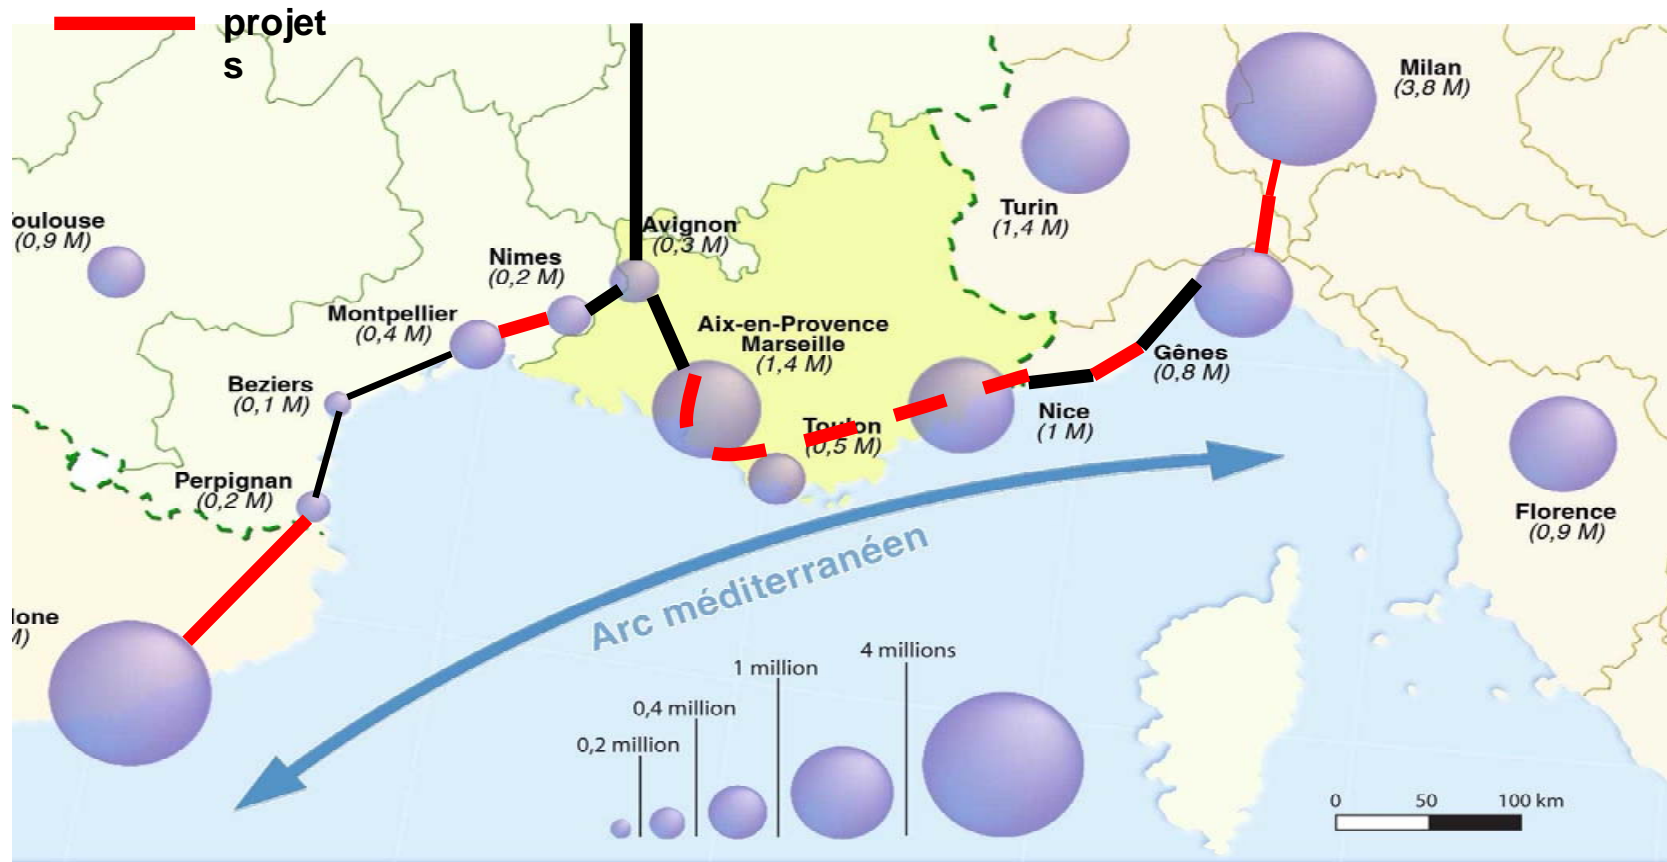 projet
s
Milan
(3,8 M)
Turin
(1,4 M)
oulouse
(0,9 M)
Avignon
(0,3 M)
Nimes
(0,2 M)
Montpellier
(0,4 M)
Aix-en-Provence
Marseille
(1,4 M)
Gênes
(0,8 M)
Beziers
(0,1 M)
Nice
(1 M)
Toulon
(0,5 M)
Perpignan
(0,2 M)
Florence
(0,9 M)
lone
M)
Arc méditerranéen
4 millions
1 million
0,4 million
0,2 million
0 50 100 km